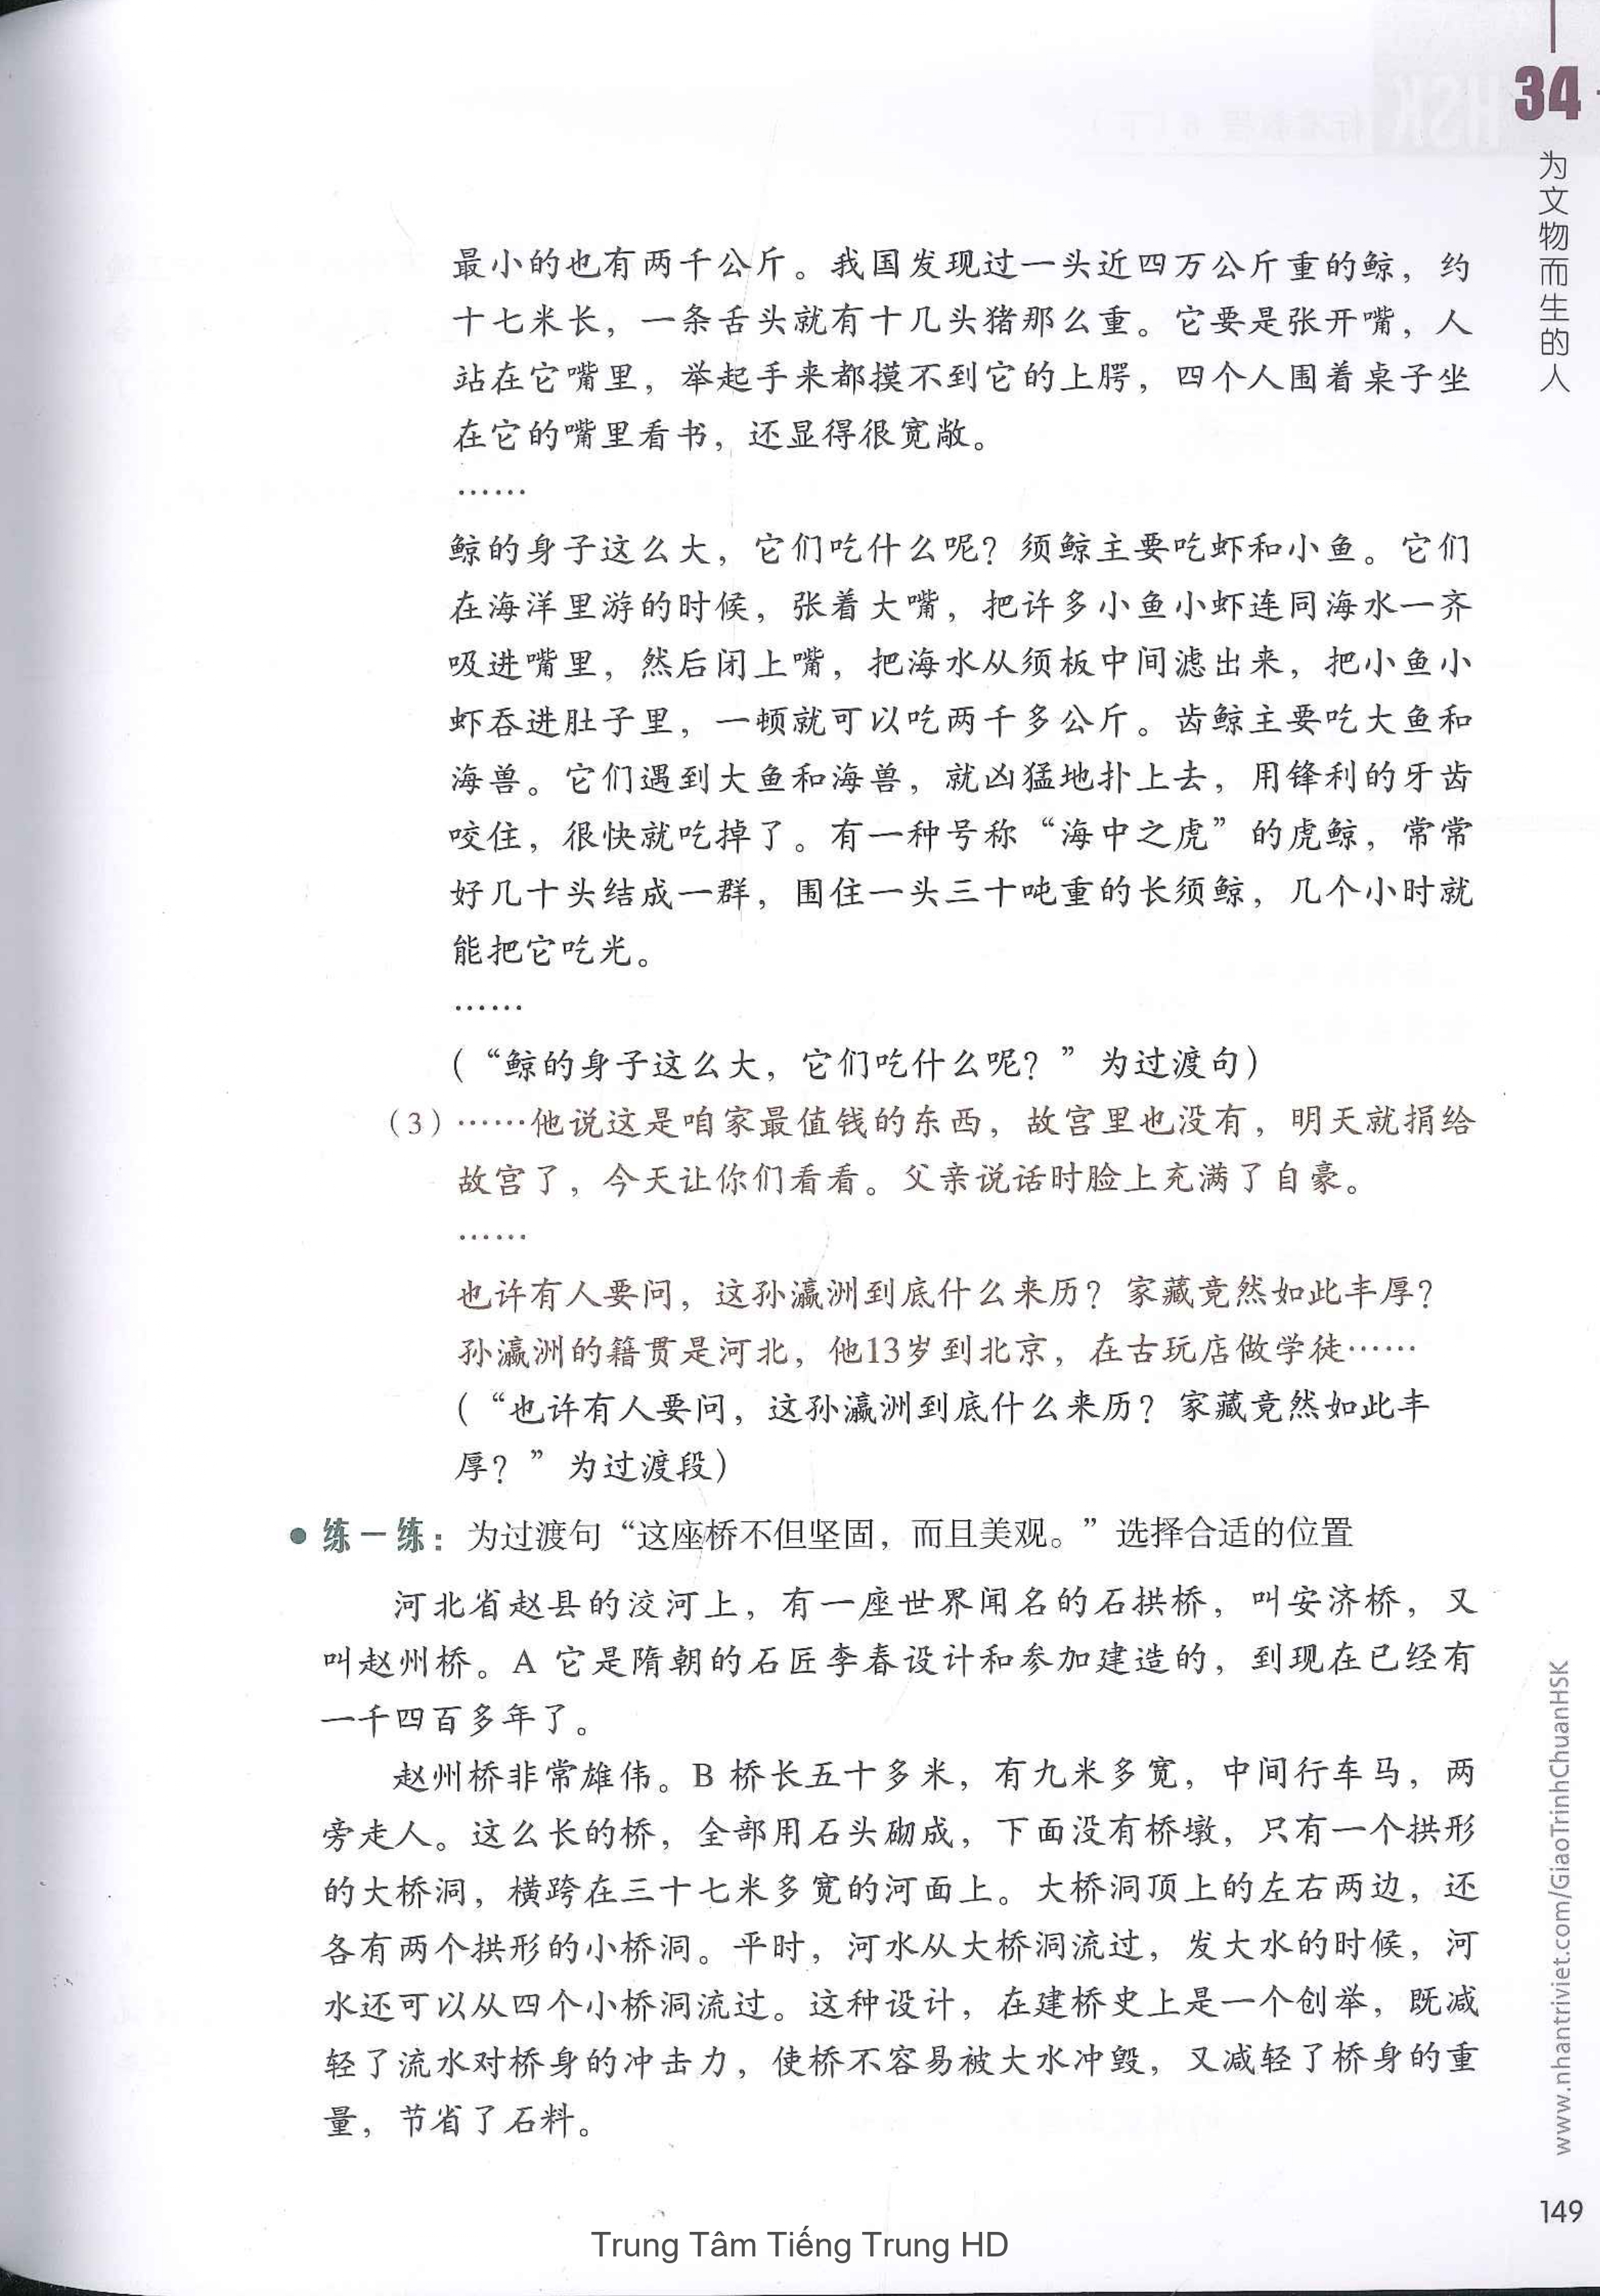 34
为文物而生的人
最小的也有两千公斤。我国发现过一头近四万公斤重的鲸，约
十七米长，一条舌头就有十几头猪那么重。它要是张开嘴，人
站在它嘴里，举起手来都摸不到它的上腭，四个人围着桌子坐
在它的嘴里看书，还显得很宽敞。
……
鲸的身子这么大，它们吃什么呢？须鲸主要吃虾和小鱼。它们
在海洋里游的时候，张着大嘴，把许多小鱼小虾连同海水一齐
吸进嘴里，然后闭上嘴，把海水从须板中间滤出来，把小鱼小
虾吞进肚子里，一顿就可以吃两千多公斤。齿鲸主要吃大鱼和
海兽。它们遇到大鱼和海兽，就凶猛地扑上去，用锋利的牙齿
咬住，很快就吃掉了。有一种号称“海中之虎”的虎鲸，常常
好几十头结成一群，围住一头三十吨重的长须鲸，几个小时就
能把它吃光。
……
（“鲸的身子这么大，它们吃什么呢？”为过渡句）
（3）……他说这是咱家最值钱的东西，故宫里也没有，明天就捐给
故宫了，今天让你们看看。父亲说话时脸上充满了自豪。
……
也许有人要问，这孙瀛洲到底什么来历？家藏竟然如此丰厚？
孙瀛洲的籍贯是河北，他13岁到北京，在古玩店做学徒……
（“也许有人要问，这孙瀛洲到底什么来历？家藏竟然如此丰
厚？”为过渡段）
● 练一练：为过渡句“这座桥不但坚固，而且美观。”选择合适的位置
河北省赵县的洨河上，有一座世界闻名的石拱桥，叫安济桥，又
叫赵州桥。A 它是隋朝的石匠李春设计和参加建造的，到现在已经有
一千四百多年了。
赵州桥非常雄伟。B 桥长五十多米，有九米多宽，中间行车马，两
旁走人。这么长的桥，全部用石头砌成，下面没有桥墩，只有一个拱形
的大桥洞，横跨在三十七米多宽的河面上。大桥洞顶上的左右两边，还
各有两个拱形的小桥洞。平时，河水从大桥洞流过，发大水的时候，河
水还可以从四个小桥洞流过。这种设计，在建桥史上是一个创举，既减
轻了流水对桥身的冲击力，使桥不容易被大水冲毁，又减轻了桥身的重
量，节省了石料。
www.nhantriviet.com/GiaoTrinhChuanHSK
149
Trung Tâm Tiếng Trung HD